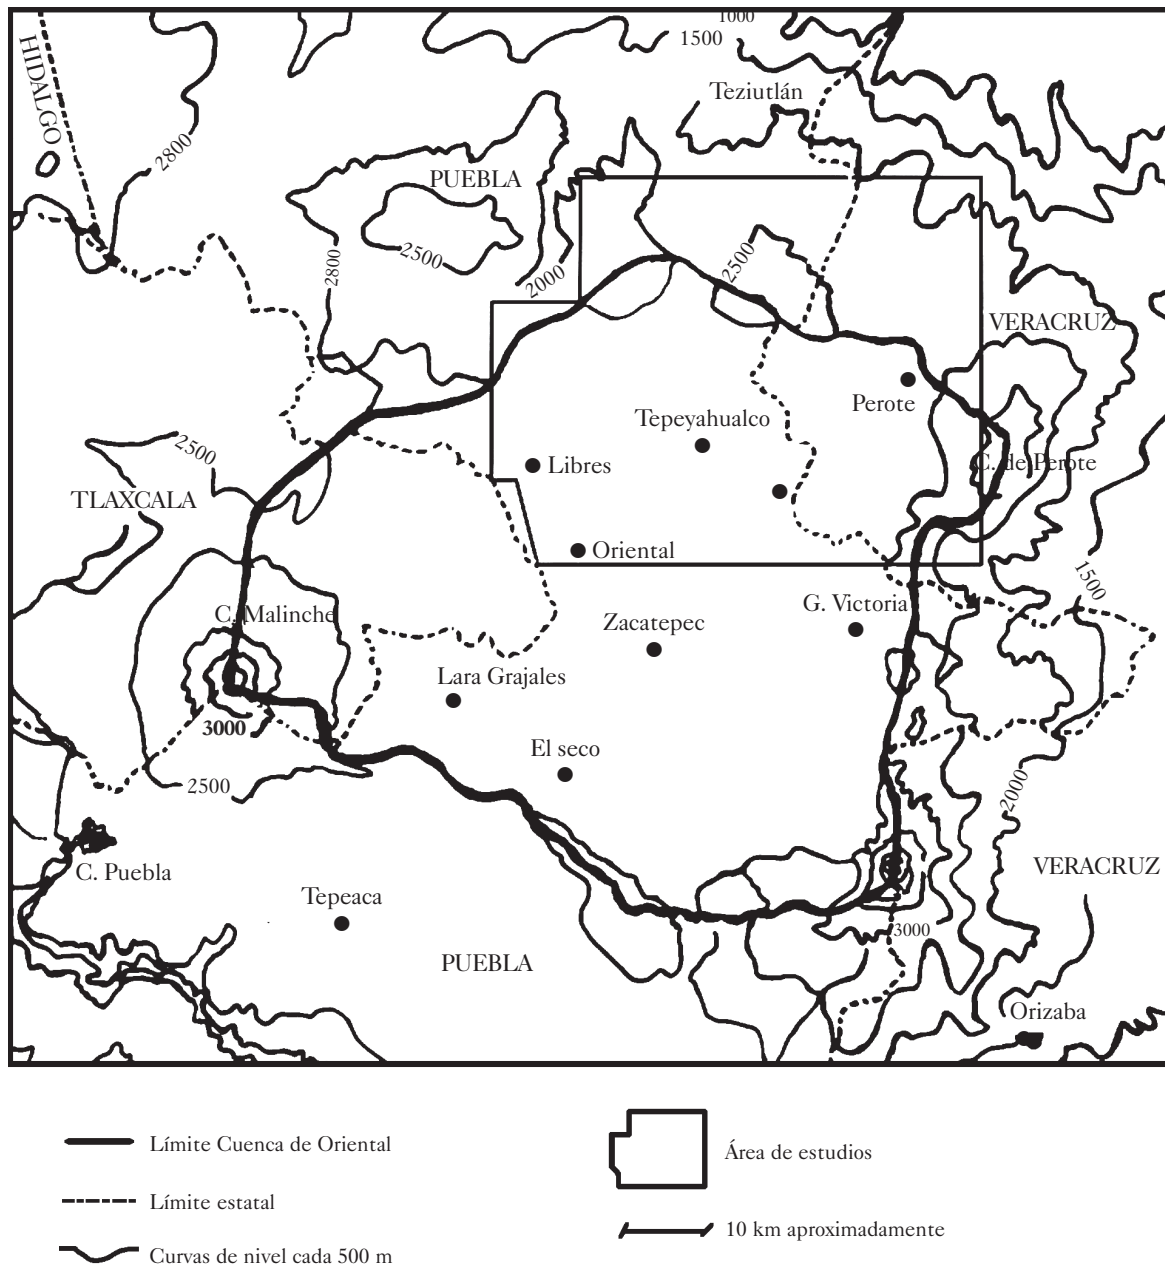 1000
1500
HIDALGO
Teziutlán
2800
PUEBLA
2500
2800
2000
2500
VERACRUZ
Perote
Tepeyahualco
2500
Libres
C. de Perote
TLAXCALA
Oriental
1500
C. Malinche
G. Victoria
Zacatepec
Lara Grajales
3000
El seco
2500
2000
C. Puebla
VERACRUZ
Tepeaca
3000
PUEBLA
Orizaba
Límite Cuenca de Oriental
Área de estudios
Límite estatal
10 km aproximadamente
Curvas de nivel cada 500 m